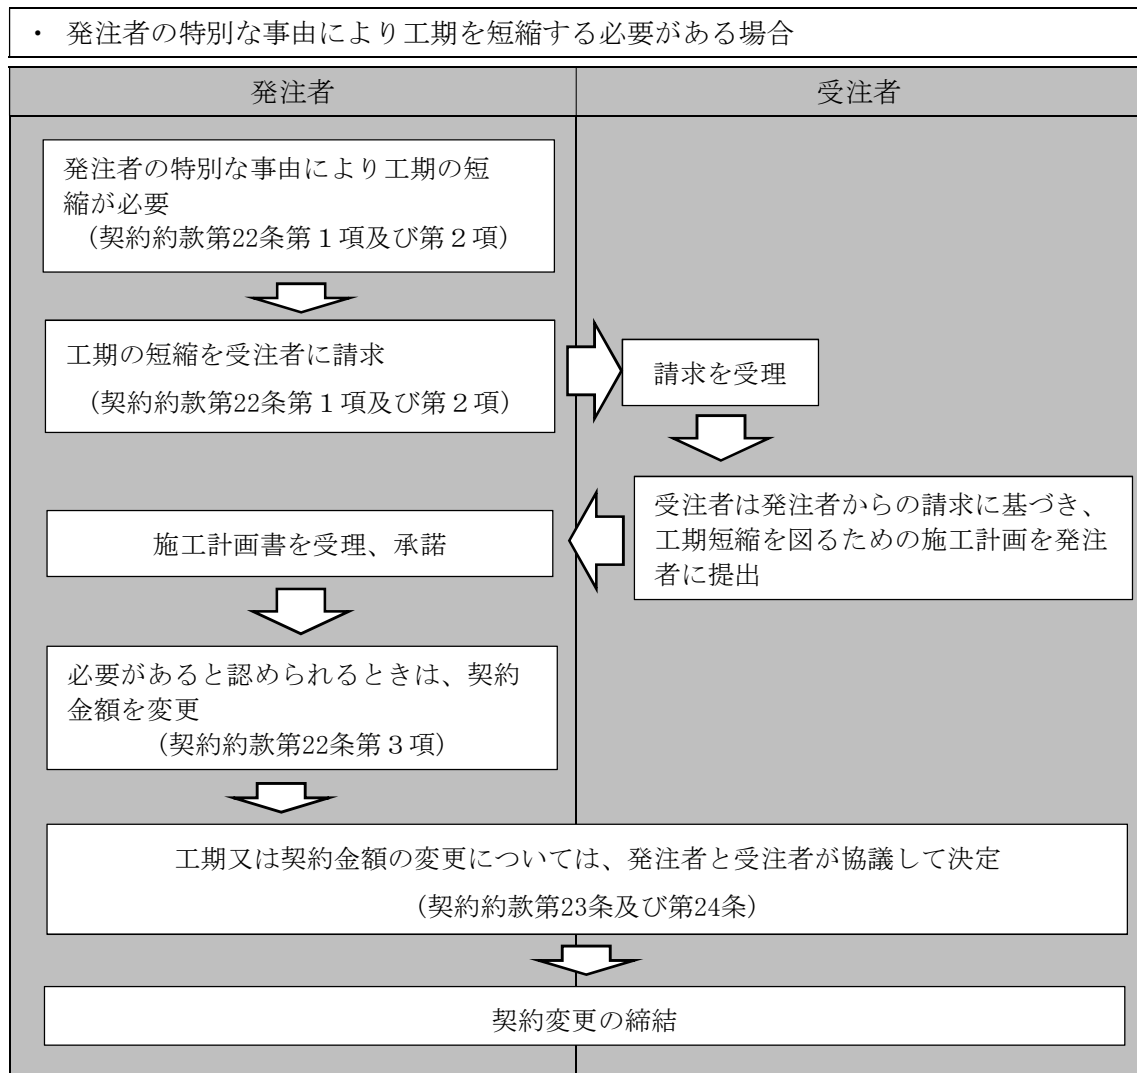 ・ 発注者の特別な事由により工期を短縮する必要がある場合
発注者
受注者
発注者の特別な事由により工期の短
縮が必要
（契約約款第22条第１項及び第２項）
工期の短縮を受注者に請求
（契約約款第22条第１項及び第２項）
請求を受理
受注者は発注者からの請求に基づき、
工期短縮を図るための施工計画を発注
者に提出
施工計画書を受理、承諾
必要があると認められるときは、契約
金額を変更
（契約約款第22条第３項）
工期又は契約金額の変更については、発注者と受注者が協議して決定
（契約約款第23条及び第24条）
契約変更の締結